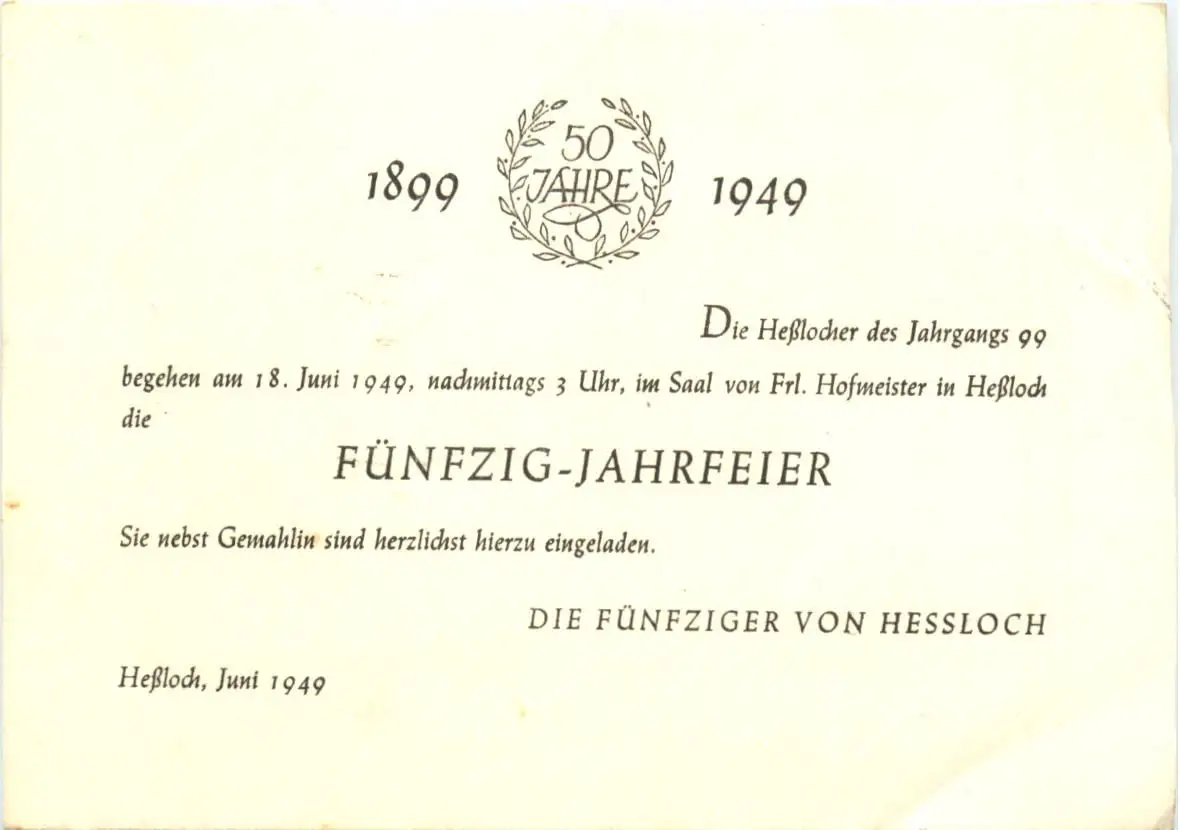 1899 50 JAHRE 1949
Die Heßlocher des Jahrgangs 99
begehen am 18. Juni 1949, nachmittags 3 Uhr, im Saal von Frl. Hofmeister in Heßloch
die
FÜNFZIG-JAHRFEIER
Sie nebst Gemahlin sind herzlichst hierzu eingeladen.
DIE FÜNFZIGER VON HESSLOCH
Heßloch, Juni 1949